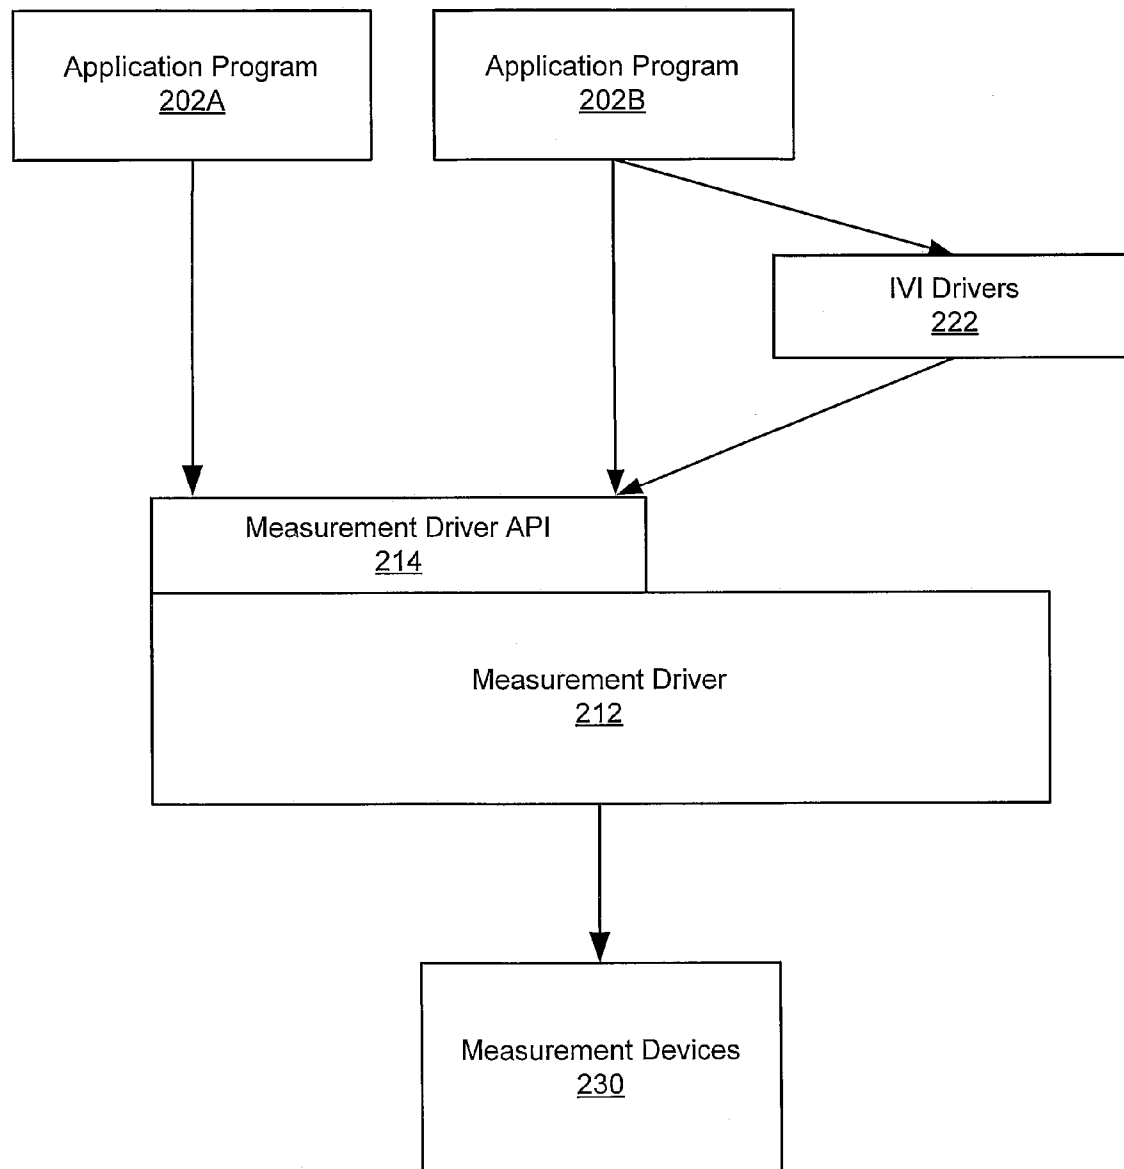 Application Program
202A
Application Program
202B
IVI Drivers
222
Measurement Driver API
214
Measurement Driver
212
Measurement Devices
230